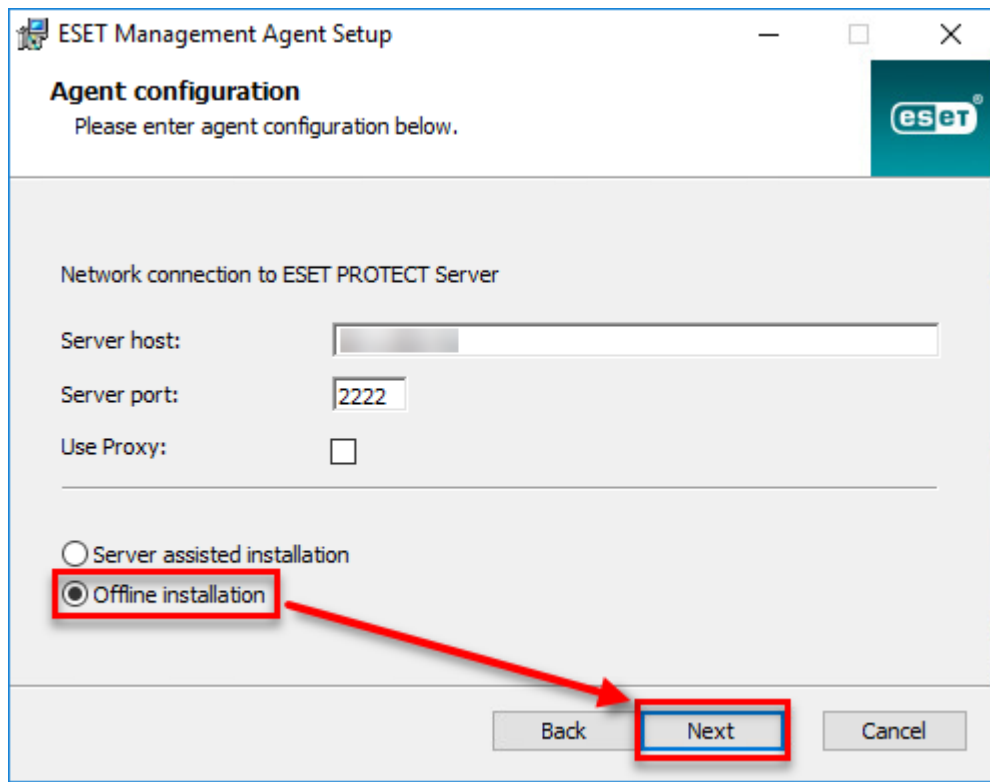 ESET Management Agent Setup
Agent configuration
Please enter agent configuration below.
eseT®
Network connection to ESET PROTECT Server
Server host:
Server port: 2222
Use Proxy:
Server assisted installation
Offline installation
Back Next Cancel